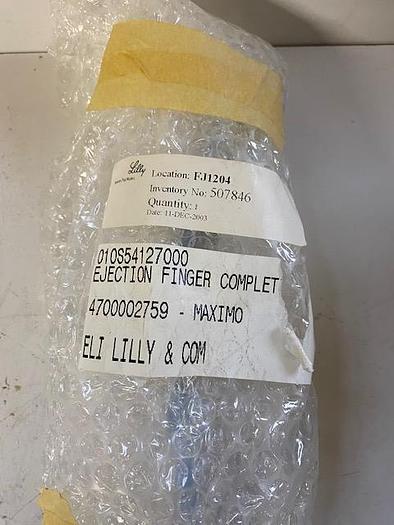 Lilly
Location: FJ1204
Inventory No: 507846
Quantity: 1
Date: 11-DEC-2003
010S54127000
EJECTION FINGER COMPLET
4700002759 - MAXIMO
ELI LILLY & COM